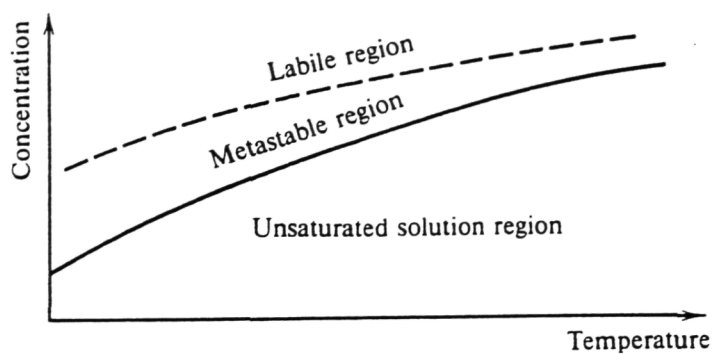 Concentration
Labile region
Metastable region
Unsaturated solution region
Temperature